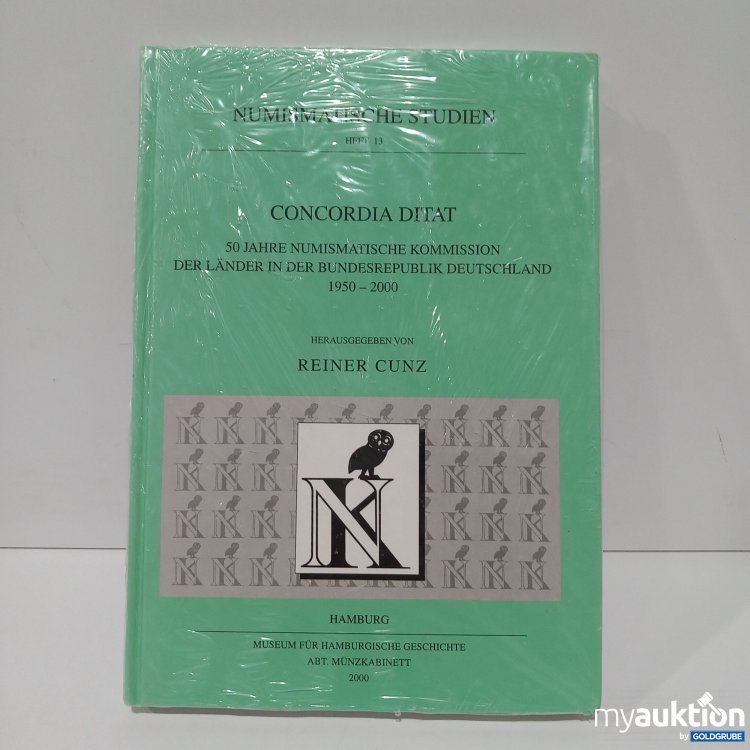 NUMISMATISCHE STUDIEN
HEFT 13
CONCORDIA DITAT
50 JAHRE NUMISMATISCHE KOMMISSION
DER LÄNDER IN DER BUNDESREPUBLIK DEUTSCHLAND
1950 – 2000
HERAUSGEGEBEN VON
REINER CUNZ
NK
HAMBURG
MUSEUM FÜR HAMBURGISCHE GESCHICHTE
ABT. MÜNZKABINETT
2000
myauktion
by GOLDGRUBE